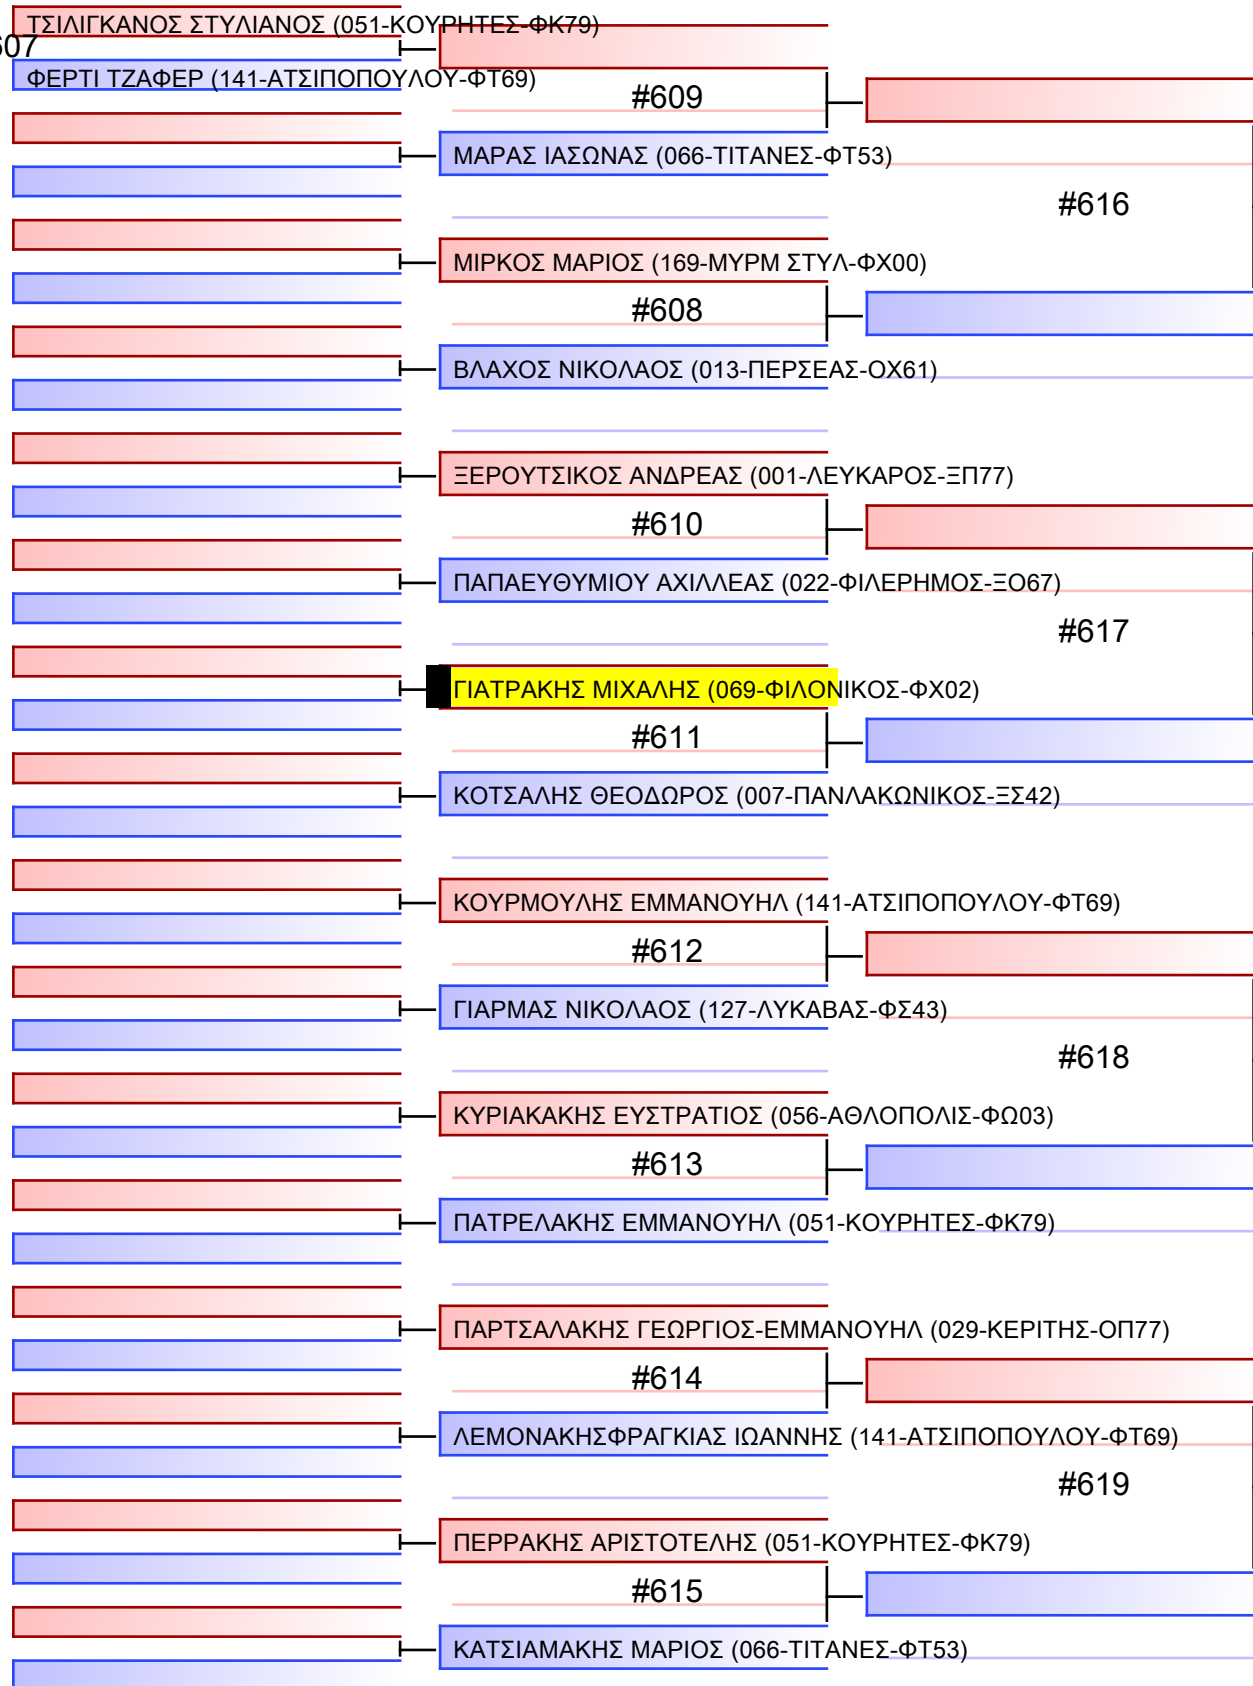 ΤΣΙΛΙΓΚΑΝΟΣ ΣΤΥΛΙΑΝΟΣ (051-ΚΟΥΡΗΤΕΣ-ΦΚ79)
607
ΦΕΡΤΙ ΤΖΑΦΕΡ (141-ΑΤΣΙΠΟΠΟΥΛΟΥ-ΦΤ69)
#609
ΜΑΡΑΣ ΙΑΣΩΝΑΣ (066-ΤΙΤΑΝΕΣ-ΦΤ53)
#616
ΜΙΡΚΟΣ ΜΑΡΙΟΣ (169-ΜΥΡΜ ΣΤΥΛ-ΦΧ00)
#608
ΒΛΑΧΟΣ ΝΙΚΟΛΑΟΣ (013-ΠΕΡΣΕΑΣ-ΟΧ61)
ΞΕΡΟΥΤΣΙΚΟΣ ΑΝΔΡΕΑΣ (001-ΛΕΥΚΑΡΟΣ-ΞΠ77)
#610
ΠΑΠΑΕΥΘΥΜΙΟΥ ΑΧΙΛΛΕΑΣ (022-ΦΙΛΕΡΗΜΟΣ-ΞΟ67)
#617
ΓΙΑΤΡΑΚΗΣ ΜΙΧΑΛΗΣ (069-ΦΙΛΟΝΙΚΟΣ-ΦΧ02)
#611
ΚΟΤΣΑΛΗΣ ΘΕΟΔΩΡΟΣ (007-ΠΑΝΛΑΚΩΝΙΚΟΣ-ΞΣ42)
ΚΟΥΡΜΟΥΛΗΣ ΕΜΜΑΝΟΥΗΛ (141-ΑΤΣΙΠΟΠΟΥΛΟΥ-ΦΤ69)
#612
ΓΙΑΡΜΑΣ ΝΙΚΟΛΑΟΣ (127-ΛΥΚΑΒΑΣ-ΦΣ43)
#618
ΚΥΡΙΑΚΑΚΗΣ ΕΥΣΤΡΑΤΙΟΣ (056-ΑΘΛΟΠΟΛΙΣ-ΦΩ03)
#613
ΠΑΤΡΕΛΑΚΗΣ ΕΜΜΑΝΟΥΗΛ (051-ΚΟΥΡΗΤΕΣ-ΦΚ79)
ΠΑΡΤΣΑΛΑΚΗΣ ΓΕΩΡΓΙΟΣ-ΕΜΜΑΝΟΥΗΛ (029-ΚΕΡΙΤΗΣ-ΟΠ77)
#614
ΛΕΜΟΝΑΚΗΣΦΡΑΓΚΙΑΣ ΙΩΑΝΝΗΣ (141-ΑΤΣΙΠΟΠΟΥΛΟΥ-ΦΤ69)
#619
ΠΕΡΡΑΚΗΣ ΑΡΙΣΤΟΤΕΛΗΣ (051-ΚΟΥΡΗΤΕΣ-ΦΚ79)
#615
ΚΑΤΣΙΑΜΑΚΗΣ ΜΑΡΙΟΣ (066-ΤΙΤΑΝΕΣ-ΦΤ53)